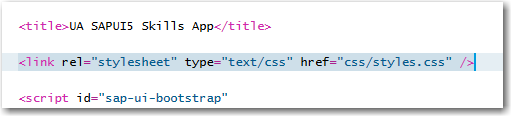 <title>UA SAPUI5 Skills App</title>
<link rel="stylesheet" type="text/css" href="css/styles.css" />
<script id="sap-ui-bootstrap"